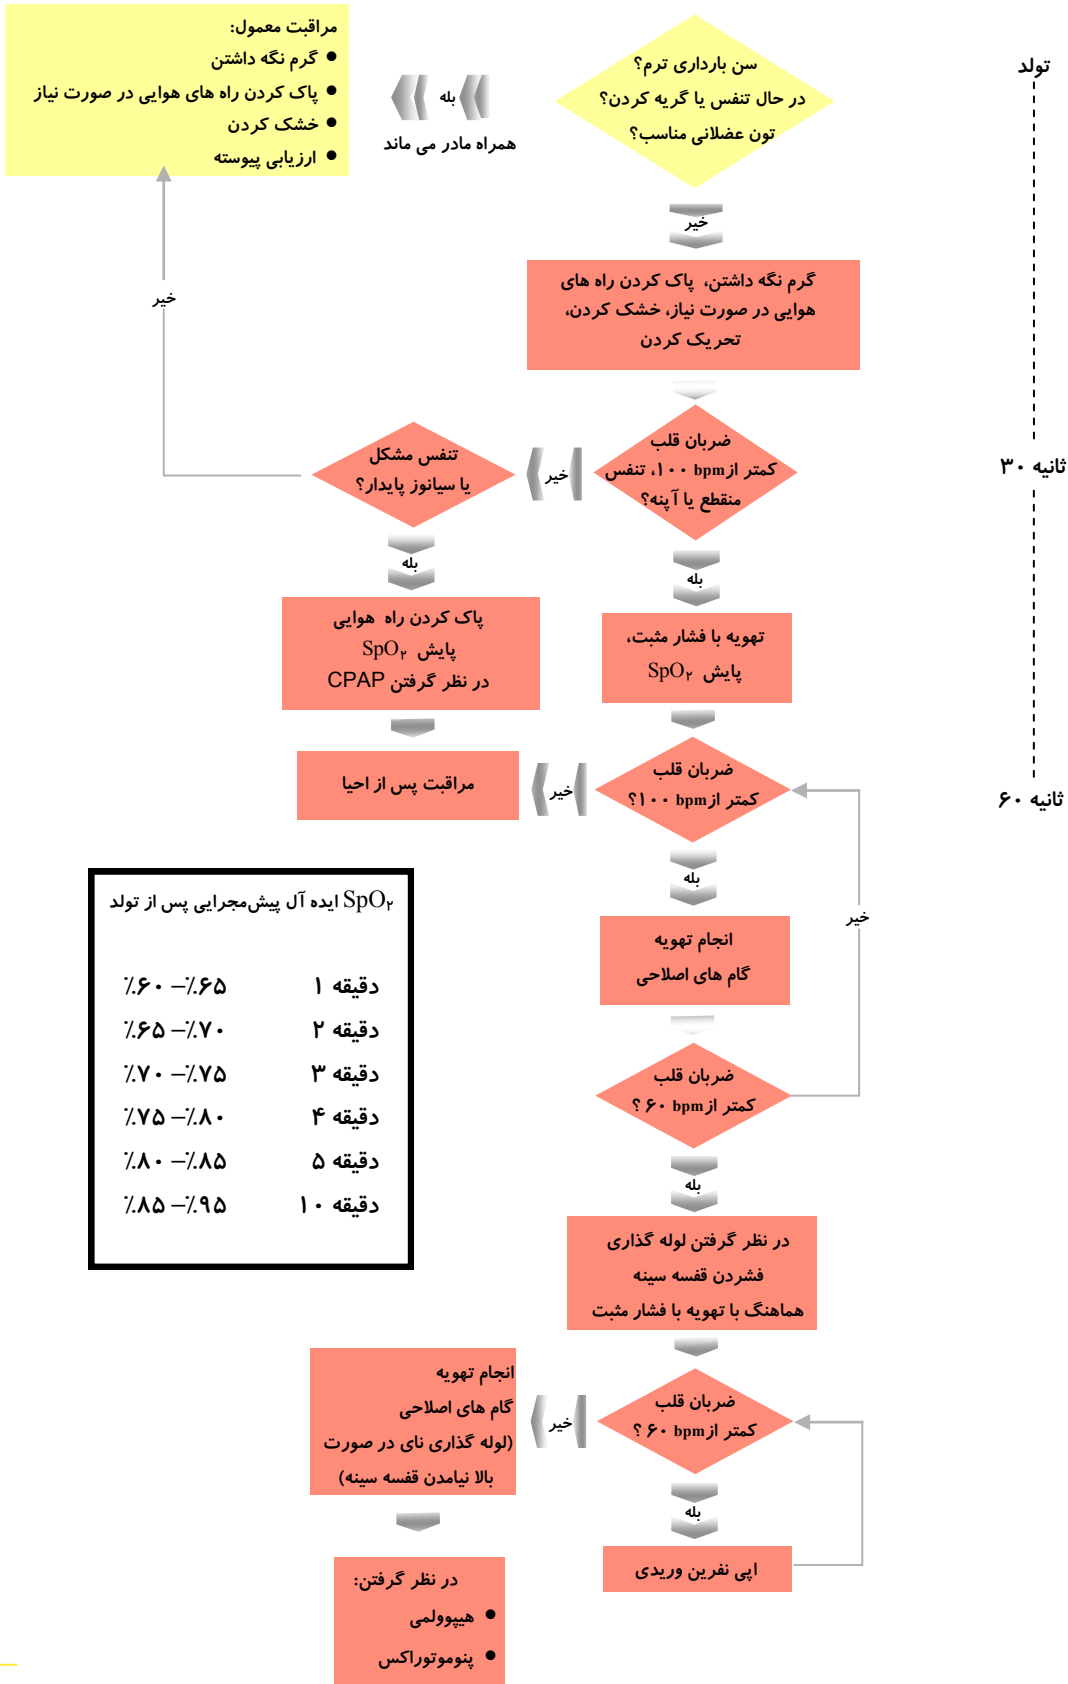 سن بارداری ترم؟
در حال تنفس یا گریه کردن؟
تون عضلانی مناسب؟
بله
همراه مادر می ماند
مراقبت معمول:
● گرم نگه داشتن
● پاک کردن راه های هوایی در صورت نیاز
● خشک کردن
● ارزیابی پیوسته
تولد
خیر
گرم نگه داشتن، پاک کردن راه های
هوایی در صورت نیاز، خشک کردن،
تحریک کردن
خیر
ضربان قلب
کمتر از ۱۰۰ bpm، تنفس
منقطع یا آپنه؟
خیر
تنفس مشکل
یا سیانوز پایدار؟
۳۰ ثانیه
بله
بله
تهویه با فشار مثبت،
پایش SpO₂
پاک کردن راه هوایی
پایش SpO₂
در نظر گرفتن CPAP
ضربان قلب
کمتر از ۱۰۰ bpm؟
خیر
مراقبت پس از احیا
۶۰ ثانیه
بله
خیر
انجام تهویه
گام های اصلاحی
ضربان قلب
کمتر از ۶۰ bpm؟
SpO₂ ایده آل پیش‌مجرایی پس از تولد
دقیقه ۱ ۶۰٪–۶۵٪
دقیقه ۲ ۶۵٪–۷۰٪
دقیقه ۳ ۷۰٪–۷۵٪
دقیقه ۴ ۷۵٪–۸۰٪
دقیقه ۵ ۸۰٪–۸۵٪
دقیقه ۱۰ ۸۵٪–۹۵٪
بله
در نظر گرفتن لوله گذاری
فشردن قفسه سینه
هماهنگ با تهویه با فشار مثبت
ضربان قلب
کمتر از ۶۰ bpm؟
خیر
انجام تهویه
گام های اصلاحی
(لوله گذاری نای در صورت
بالا نیامدن قفسه سینه)
بله
اپی نفرین وریدی
در نظر گرفتن:
● هیپوولمی
● پنوموتوراکس